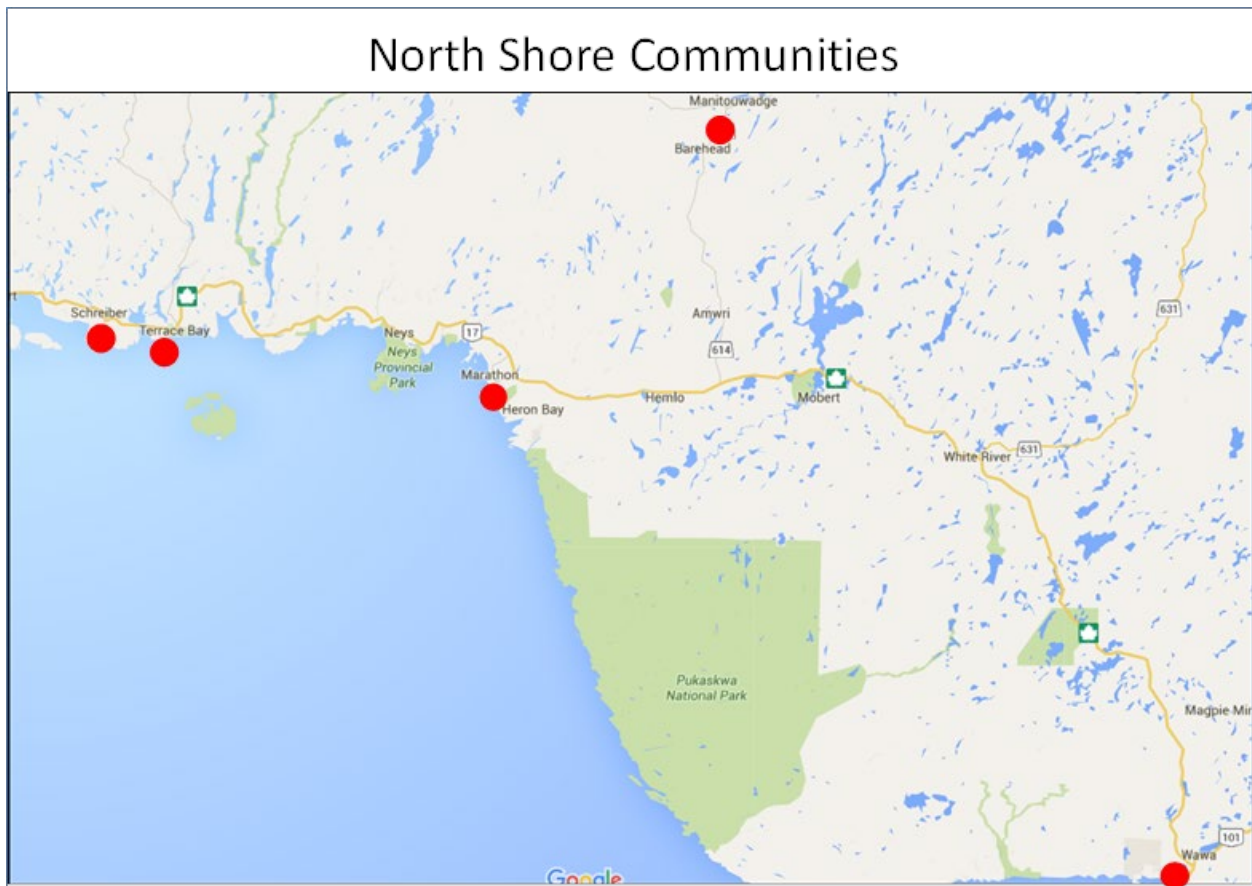 North Shore Communities
Manitouwadge
Barehead
rt
Schreiber
Terrace Bay
Neys
17
Neys
Provincial
Park
Amwri
614
631
Marathon
Heron Bay
Hemlo
Mobert
White River
631
Pukaskwa
National Park
Magpie Min
101
Wawa
Google